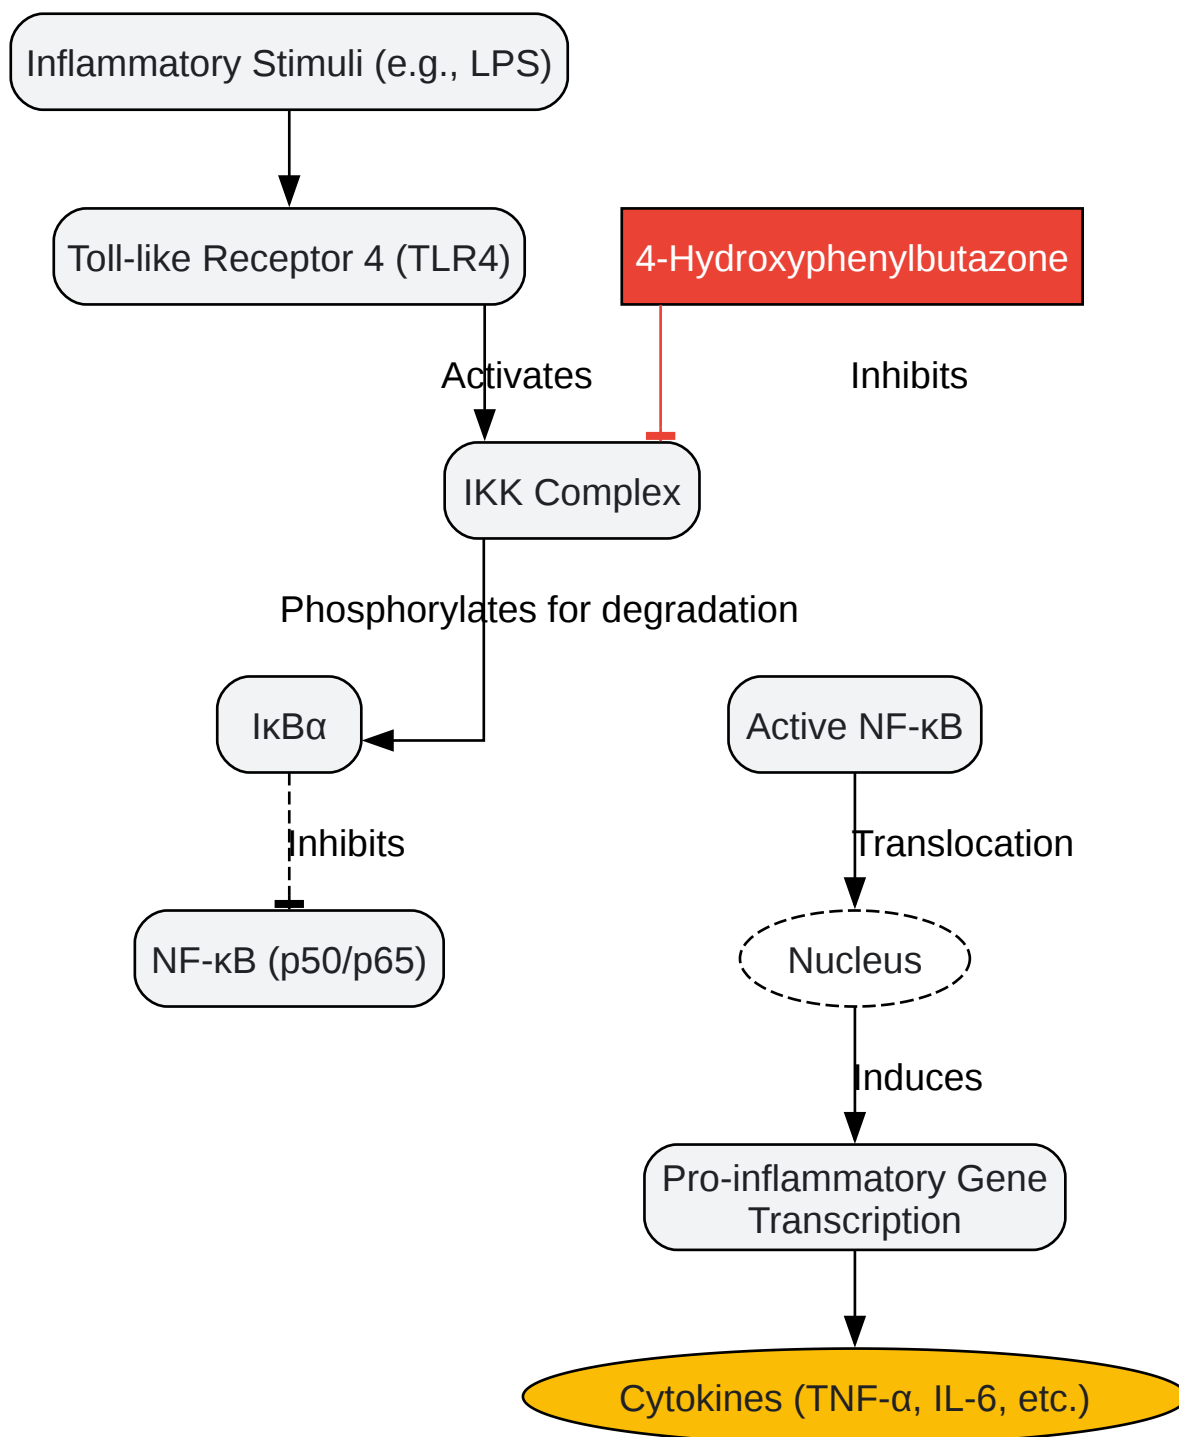 Inflammatory Stimuli (e.g., LPS)
Toll-like Receptor 4 (TLR4)
4-Hydroxyphenylbutazone
Activates
Inhibits
IKK Complex
Phosphorylates for degradation
IκBα
Active NF-κB
Inhibits
Translocation
NF-κB (p50/p65)
Nucleus
Induces
Pro-inflammatory Gene
Transcription
Cytokines (TNF-α, IL-6, etc.)